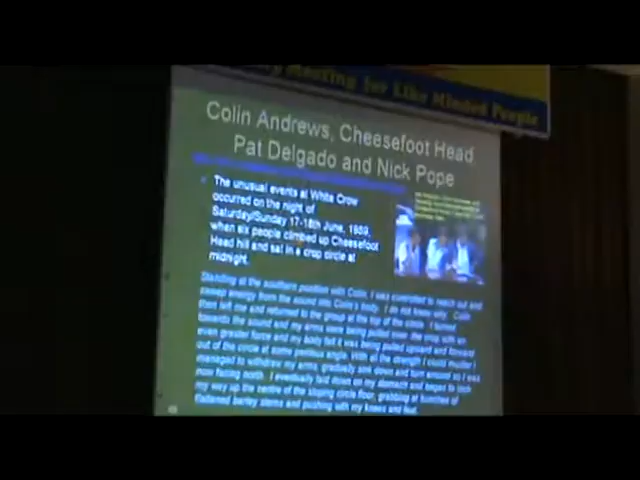 Meeting for Like Minded People
Colin Andrews, Cheesefoot Head
Pat Delgado and Nick Pope
The unusual events at White Crow
occurred on the night of
Saturday/Sunday 17-18th June, 1989,
when six people climbed up Cheesefoot
Head hill and sat in a crop circle at
midnight.
Standing at the southern position with Colin, I was committed to reach out and
sweep energy from the sound into Colin's body. I do not know why. Colin
then left me and returned to the group at the top of the circle. I turned
towards the sound and my arms were being pulled over the crop with an
even greater force and my body felt it was being pulled upward and forward
out of the circle at some perilous angle. With all the strength I could muster I
managed to withdraw my arms gradually and down and turn around so I was
now facing north. I eventually laid down on my stomach and began to inch
my way up the centre of the sloping circle floor, grabbing at bunches of
flattened barley stems and pushing with my knees and feet.